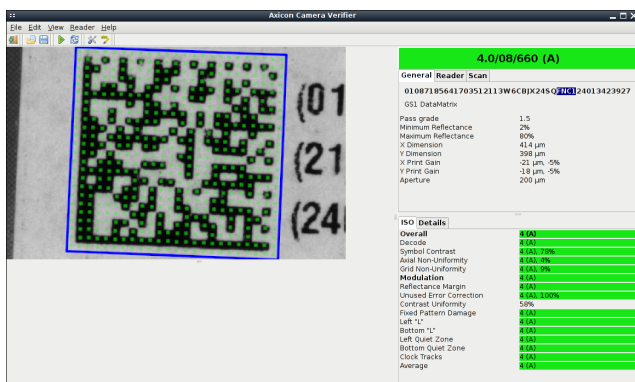 Axicon Camera Verifier
File Edit View Reader Help
4.0/08/660 (A)
General Reader Scan
01087185641703512113W6CBJX24SQFNC124013423927
GS1 DataMatrix
Pass grade 1.5
Minimum Reflectance 2%
Maximum Reflectance 80%
X Dimension 414 µm
Y Dimension 398 µm
X Print Gain -21 µm, -5%
Y Print Gain -18 µm, -5%
Aperture 200 µm
(01
(21
(24
ISO Details
Overall 4 (A)
Decode 4 (A)
Symbol Contrast 4 (A), 78%
Axial Non-Uniformity 4 (A), 4%
Grid Non-Uniformity 4 (A), 9%
Modulation 4 (A)
Reflectance Margin 4 (A)
Unused Error Correction 4 (A), 100%
Contrast Uniformity 58%
Fixed Pattern Damage 4 (A)
Left "L" 4 (A)
Bottom "L" 4 (A)
Left Quiet Zone 4 (A)
Bottom Quiet Zone 4 (A)
Clock Tracks 4 (A)
Average 4 (A)